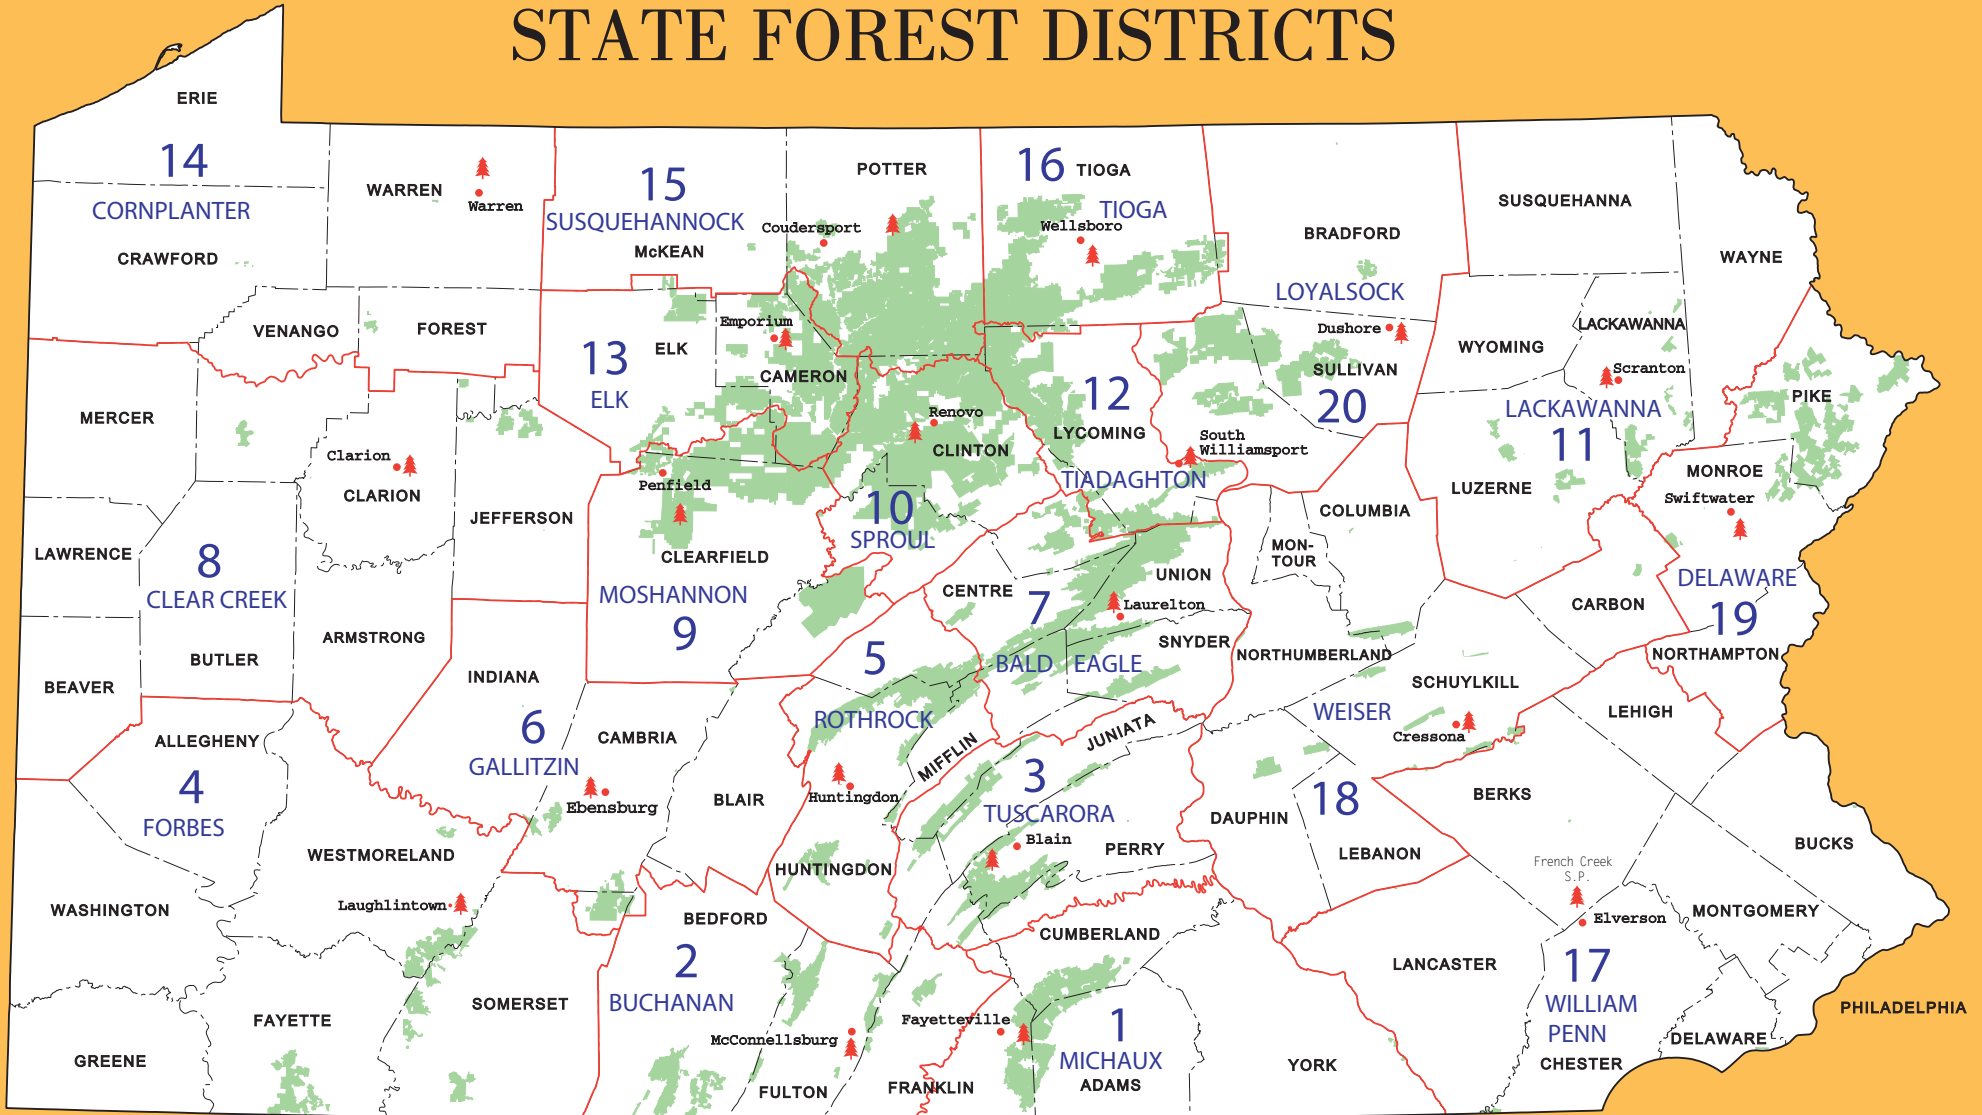 STATE FOREST DISTRICTS
ERIE
14
CORNPLANTER
CRAWFORD
WARREN
Warren
15
SUSQUEHANNOCK
McKEAN
POTTER
Coudersport
16
TIOGA
TIOGA
Wellsboro
BRADFORD
LOYALSOCK
Dushore
SULLIVAN
20
SUSQUEHANNA
WAYNE
VENANGO
FOREST
13
ELK
ELK
Emporium
CAMERON
12
LYCOMING
TIADAGHTON
South
Williamsport
WYOMING
LACKAWANNA
Scranton
LACKAWANNA
11
LUZERNE
PIKE
MONROE
Swiftwater
MERCER
Clarion
CLARION
JEFFERSON
Penfield
CLEARFIELD
MOSHANNON
9
Renovo
CLINTON
10
SPROUL
LAWRENCE
8
CLEAR CREEK
BUTLER
ARMSTRONG
BEAVER
INDIANA
6
GALLITZIN
CAMBRIA
Ebensburg
CENTRE
7
BALD EAGLE
UNION
Laurelton
SNYDER
MON-
TOUR
COLUMBIA
NORTHUMBERLAND
DELAWARE
19
CARBON
NORTHAMPTON
SCHUYLKILL
WEISER
Cressona
LEHIGH
5
ROTHROCK
MIFFLIN
JUNIATA
Huntingdon
HUNTINGDON
BLAIR
3
TUSCARORA
Blain
PERRY
DAUPHIN
18
LEBANON
BERKS
BUCKS
ALLEGHENY
4
FORBES
WESTMORELAND
Laughlintown
WASHINGTON
GREENE
FAYETTE
SOMERSET
BEDFORD
2
BUCHANAN
McConnellsburg
FULTON
FRANKLIN
Fayetteville
CUMBERLAND
1
MICHAUX
ADAMS
YORK
LANCASTER
French Creek
S.P.
Elverson
17
WILLIAM
PENN
CHESTER
MONTGOMERY
DELAWARE
PHILADELPHIA